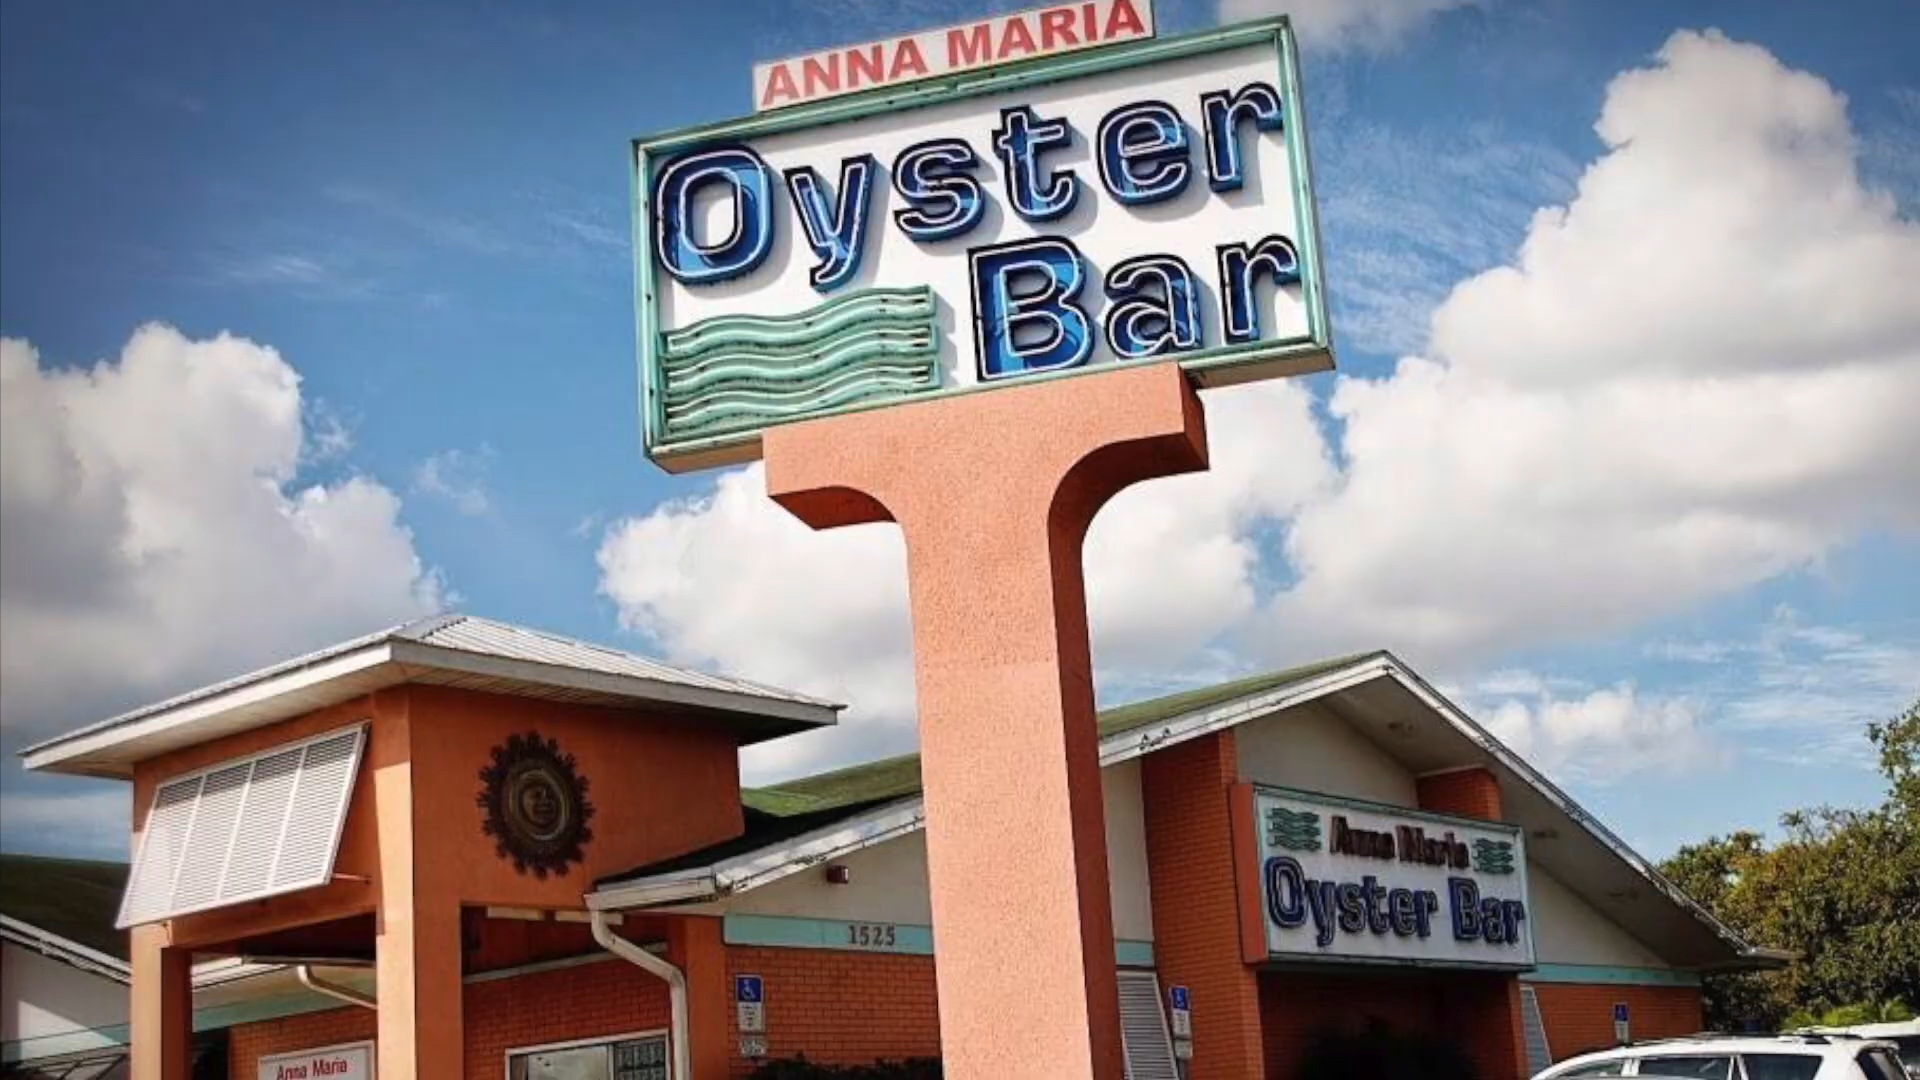 ANNA MARIA
Oyster
Bar
Anna Maria
Oyster Bar
1525
Anna Maria